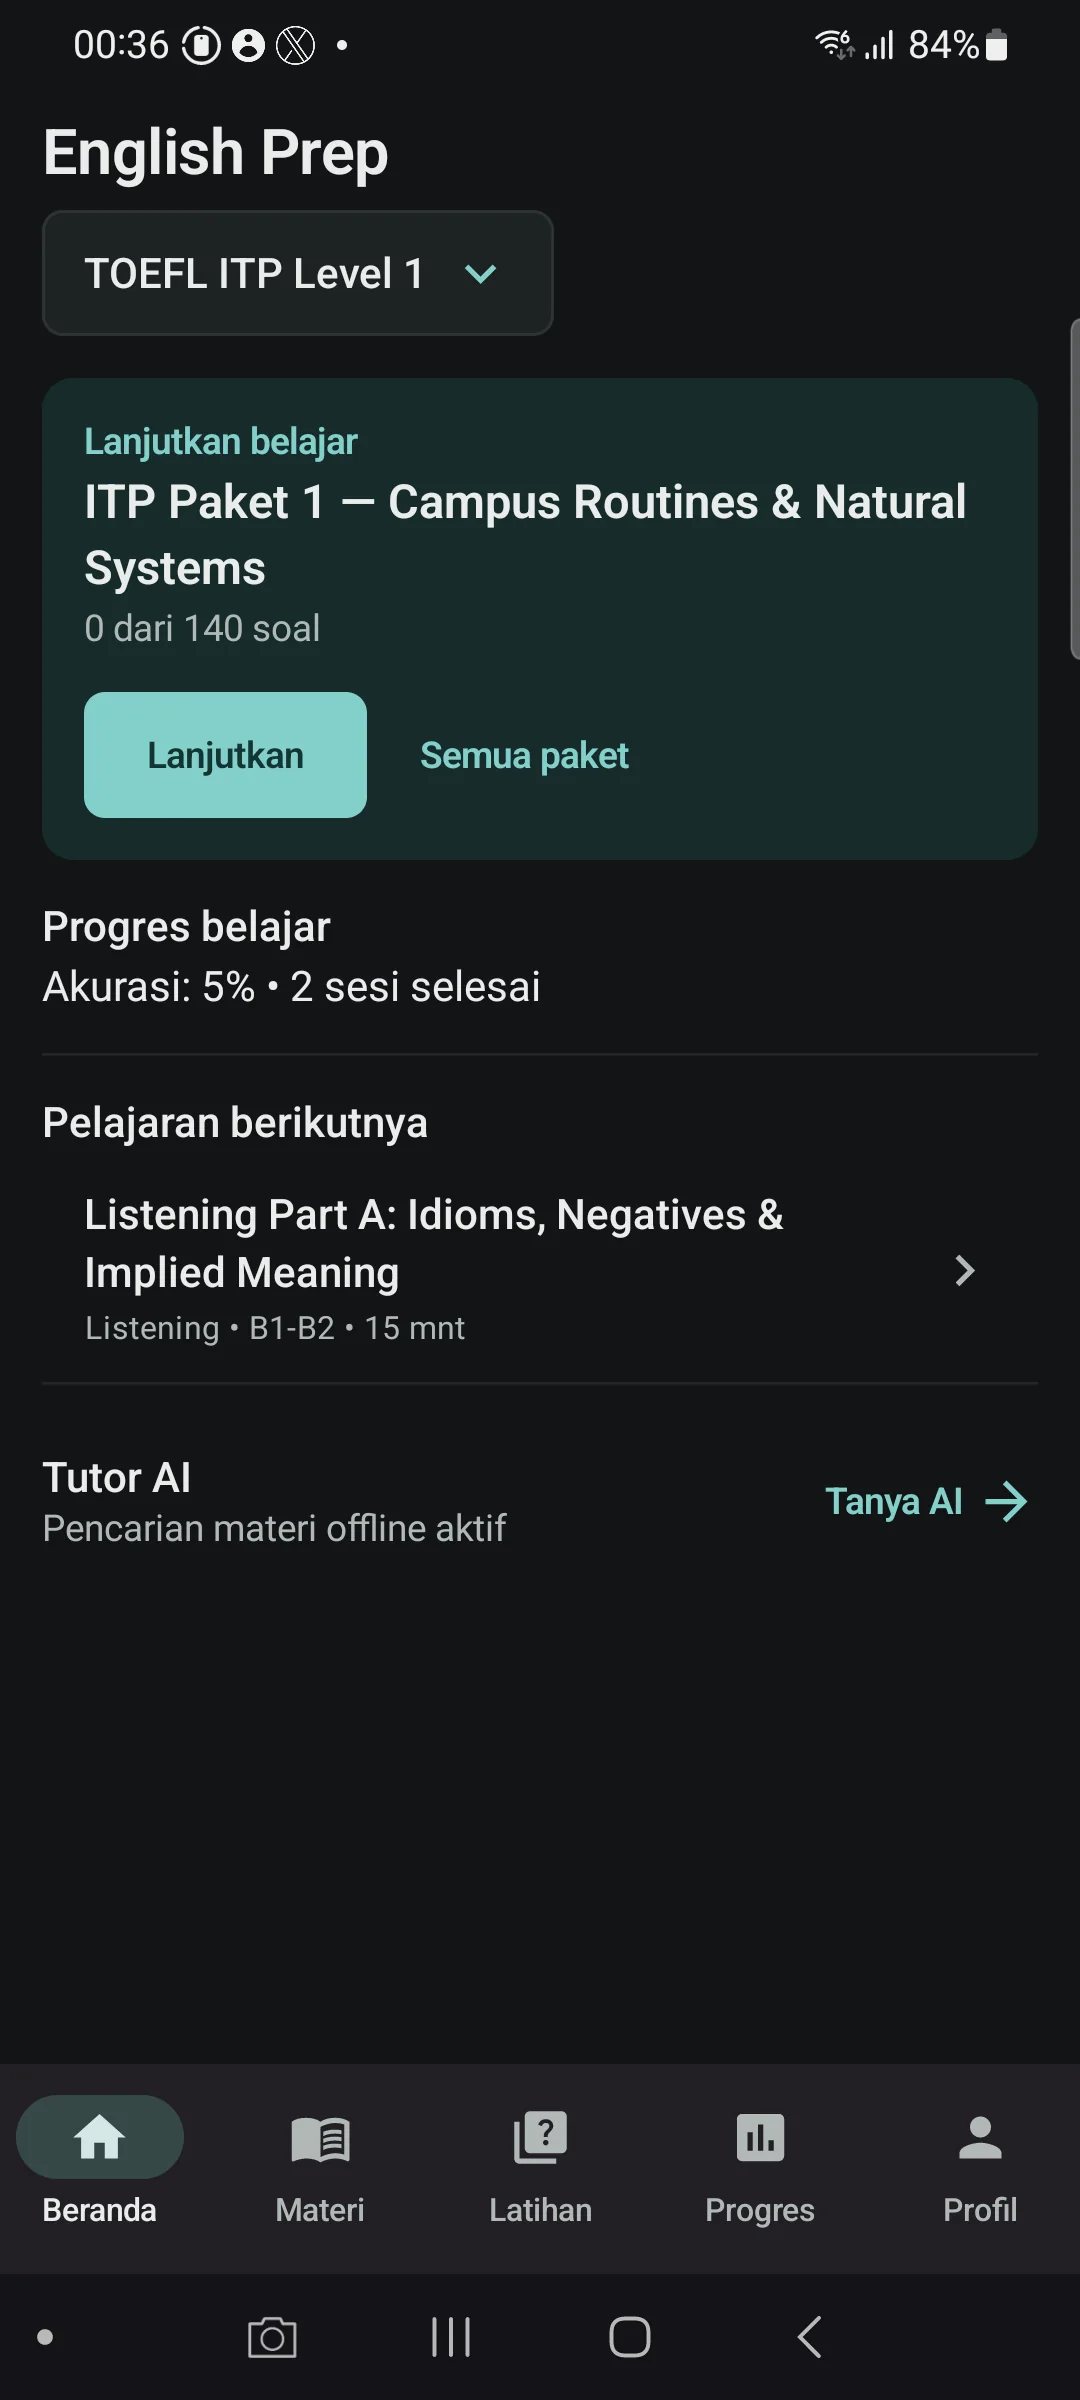 00:36
84%
English Prep
TOEFL ITP Level 1
Lanjutkan belajar
ITP Paket 1 — Campus Routines & Natural
Systems
0 dari 140 soal
Lanjutkan
Semua paket
Progres belajar
Akurasi: 5% • 2 sesi selesai
Pelajaran berikutnya
Listening Part A: Idioms, Negatives &
Implied Meaning
Listening • B1-B2 • 15 mnt
Tutor AI
Pencarian materi offline aktif
Tanya AI
Beranda
Materi
Latihan
Progres
Profil